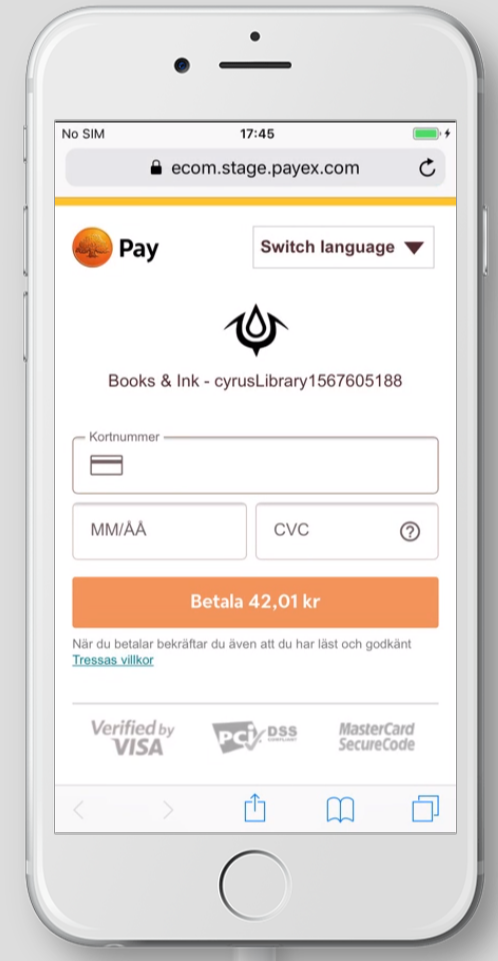 No SIM
17:45
ecom.stage.payex.com
Pay
Switch language
Books & Ink - cyrusLibrary1567605188
Kortnummer
MM/ÅÅ
CVC
?
Betala 42,01 kr
När du betalar bekräftar du även att du har läst och godkänt
Tressas villkor
Verified by
VISA
PCI DSS
COMPLIANT
MasterCard
SecureCode